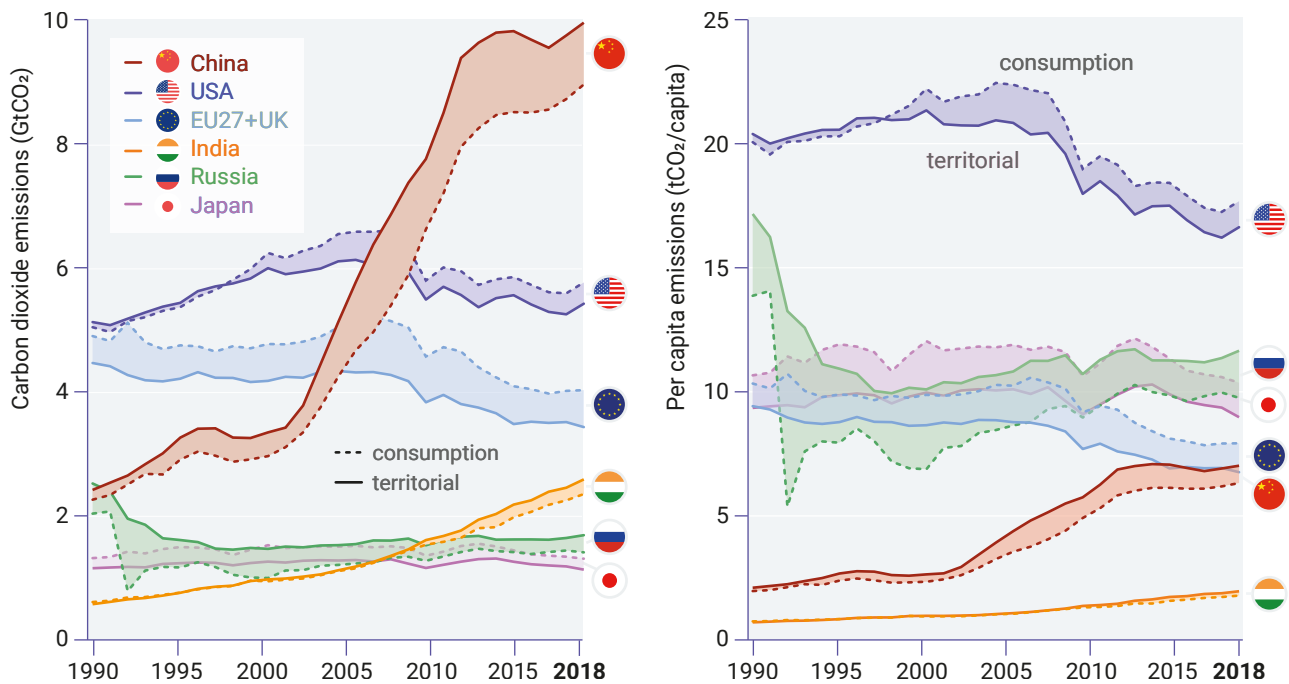 Carbon dioxide emissions (GtCO₂)
10
8
6
4
2
0
China
USA
EU27+UK
India
Russia
Japan
consumption
territorial
1990 1995 2000 2005 2010 2015 2018
Per capita emissions (tCO₂/capita)
25
20
15
10
5
0
consumption
territorial
1990 1995 2000 2005 2010 2015 2018